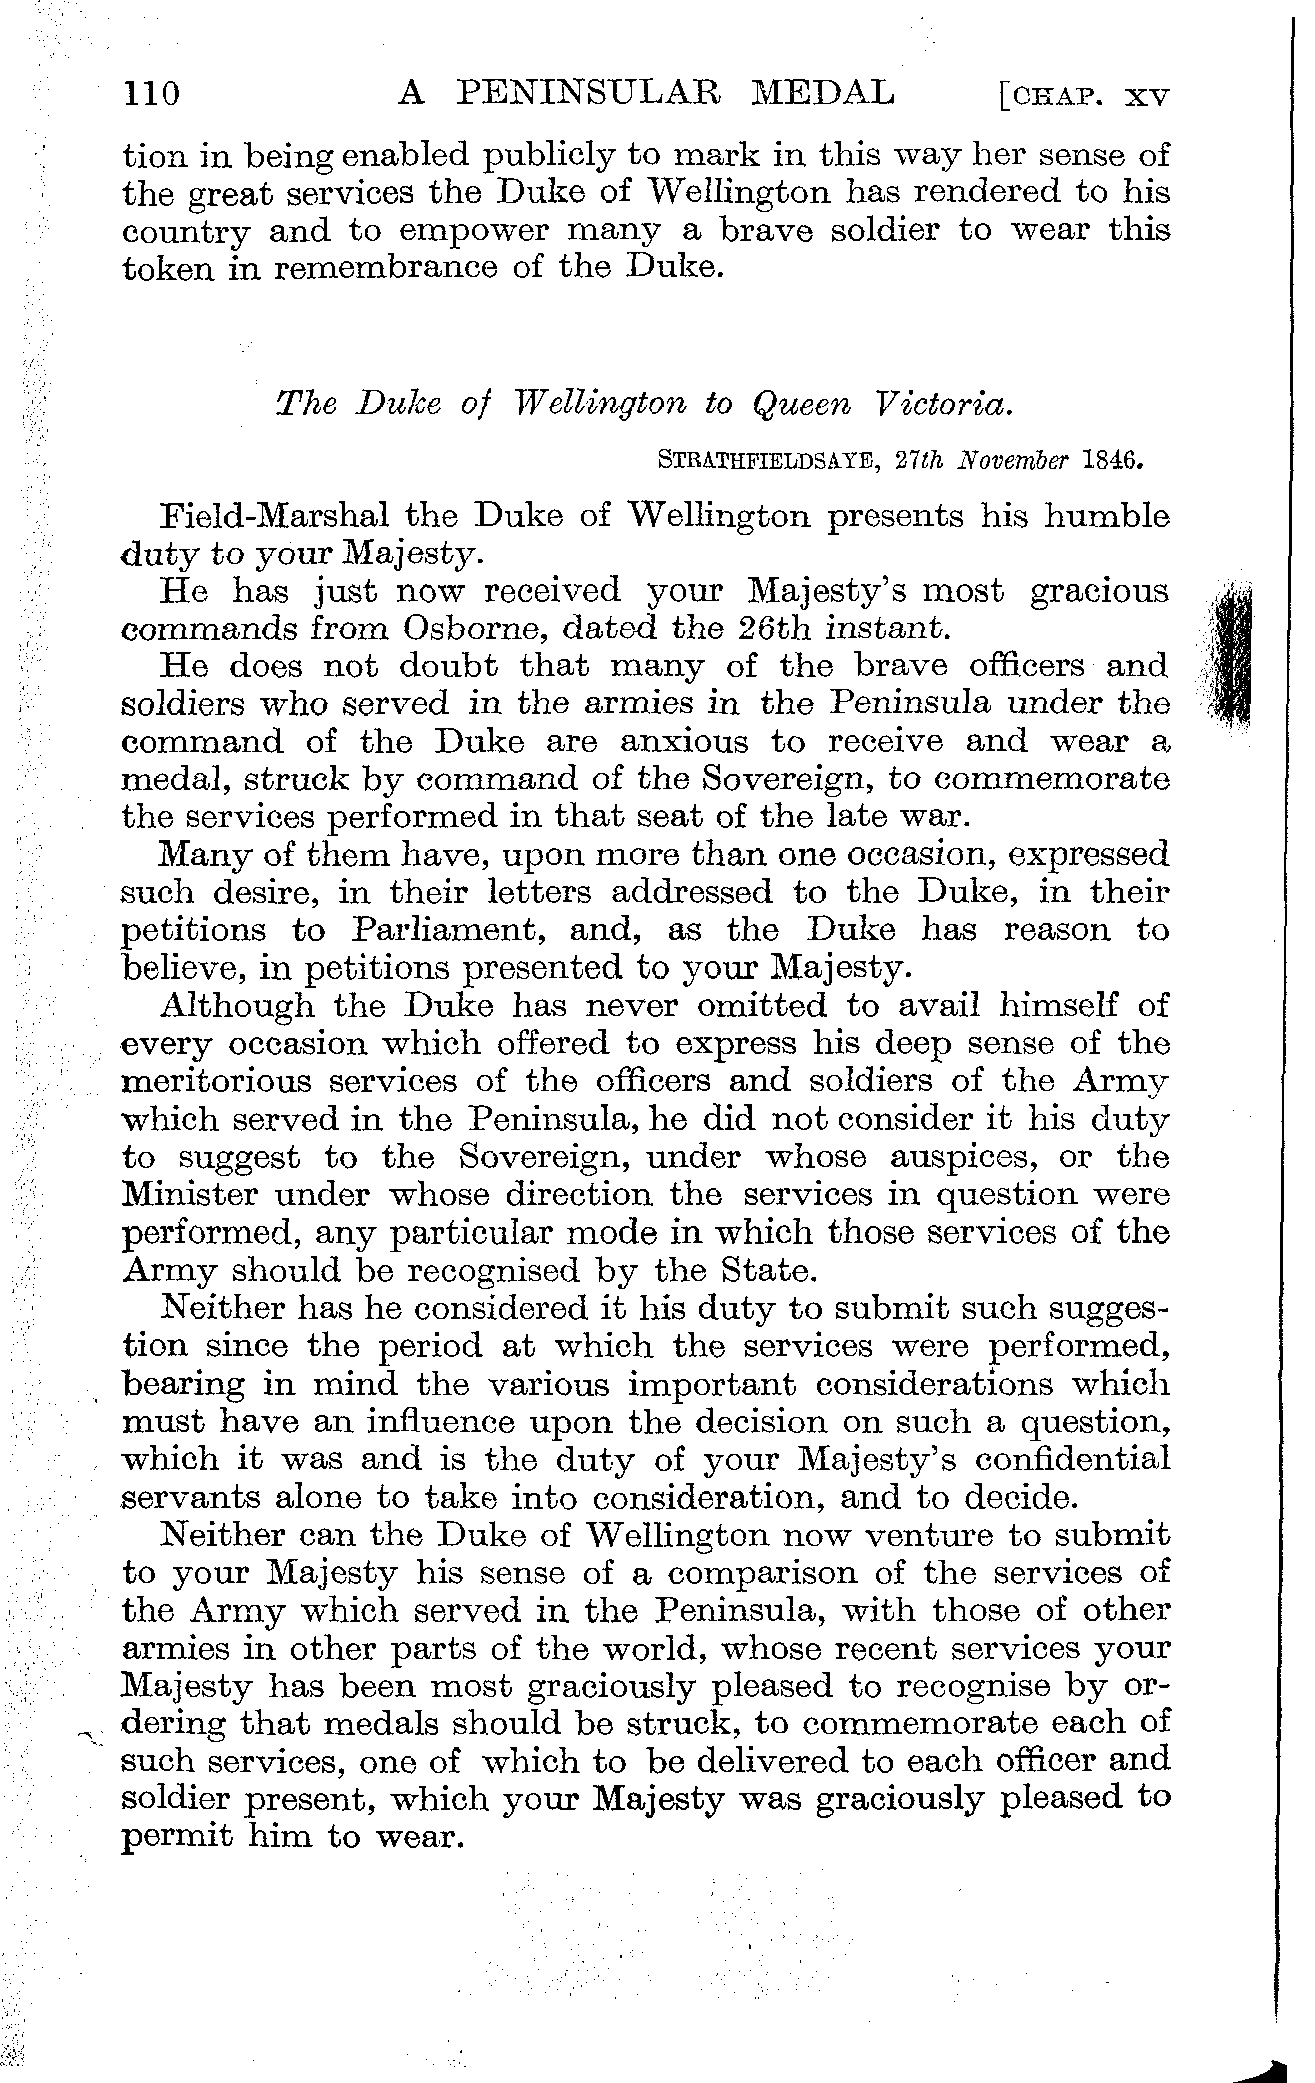 110 A PENINSULAR MEDAL [CHAP. XV
tion in being enabled publicly to mark in this way her sense of
the great services the Duke of Wellington has rendered to his
country and to empower many a brave soldier to wear this
token in remembrance of the Duke.
The Duke of Wellington to Queen Victoria.
STRATHFIELDSAYE, 27th November 1846.
Field-Marshal the Duke of Wellington presents his humble
duty to your Majesty.
He has just now received your Majesty's most gracious
commands from Osborne, dated the 26th instant.
He does not doubt that many of the brave officers and
soldiers who served in the armies in the Peninsula under the
command of the Duke are anxious to receive and wear a
medal, struck by command of the Sovereign, to commemorate
the services performed in that seat of the late war.
Many of them have, upon more than one occasion, expressed
such desire, in their letters addressed to the Duke, in their
petitions to Parliament, and, as the Duke has reason to
believe, in petitions presented to your Majesty.
Although the Duke has never omitted to avail himself of
every occasion which offered to express his deep sense of the
meritorious services of the officers and soldiers of the Army
which served in the Peninsula, he did not consider it his duty
to suggest to the Sovereign, under whose auspices, or the
Minister under whose direction the services in question were
performed, any particular mode in which those services of the
Army should be recognised by the State.
Neither has he considered it his duty to submit such sugges-
tion since the period at which the services were performed,
bearing in mind the various important considerations which
must have an influence upon the decision on such a question,
which it was and is the duty of your Majesty's confidential
servants alone to take into consideration, and to decide.
Neither can the Duke of Wellington now venture to submit
to your Majesty his sense of a comparison of the services of
the Army which served in the Peninsula, with those of other
armies in other parts of the world, whose recent services your
Majesty has been most graciously pleased to recognise by or-
dering that medals should be struck, to commemorate each of
such services, one of which to be delivered to each officer and
soldier present, which your Majesty was graciously pleased to
permit him to wear.